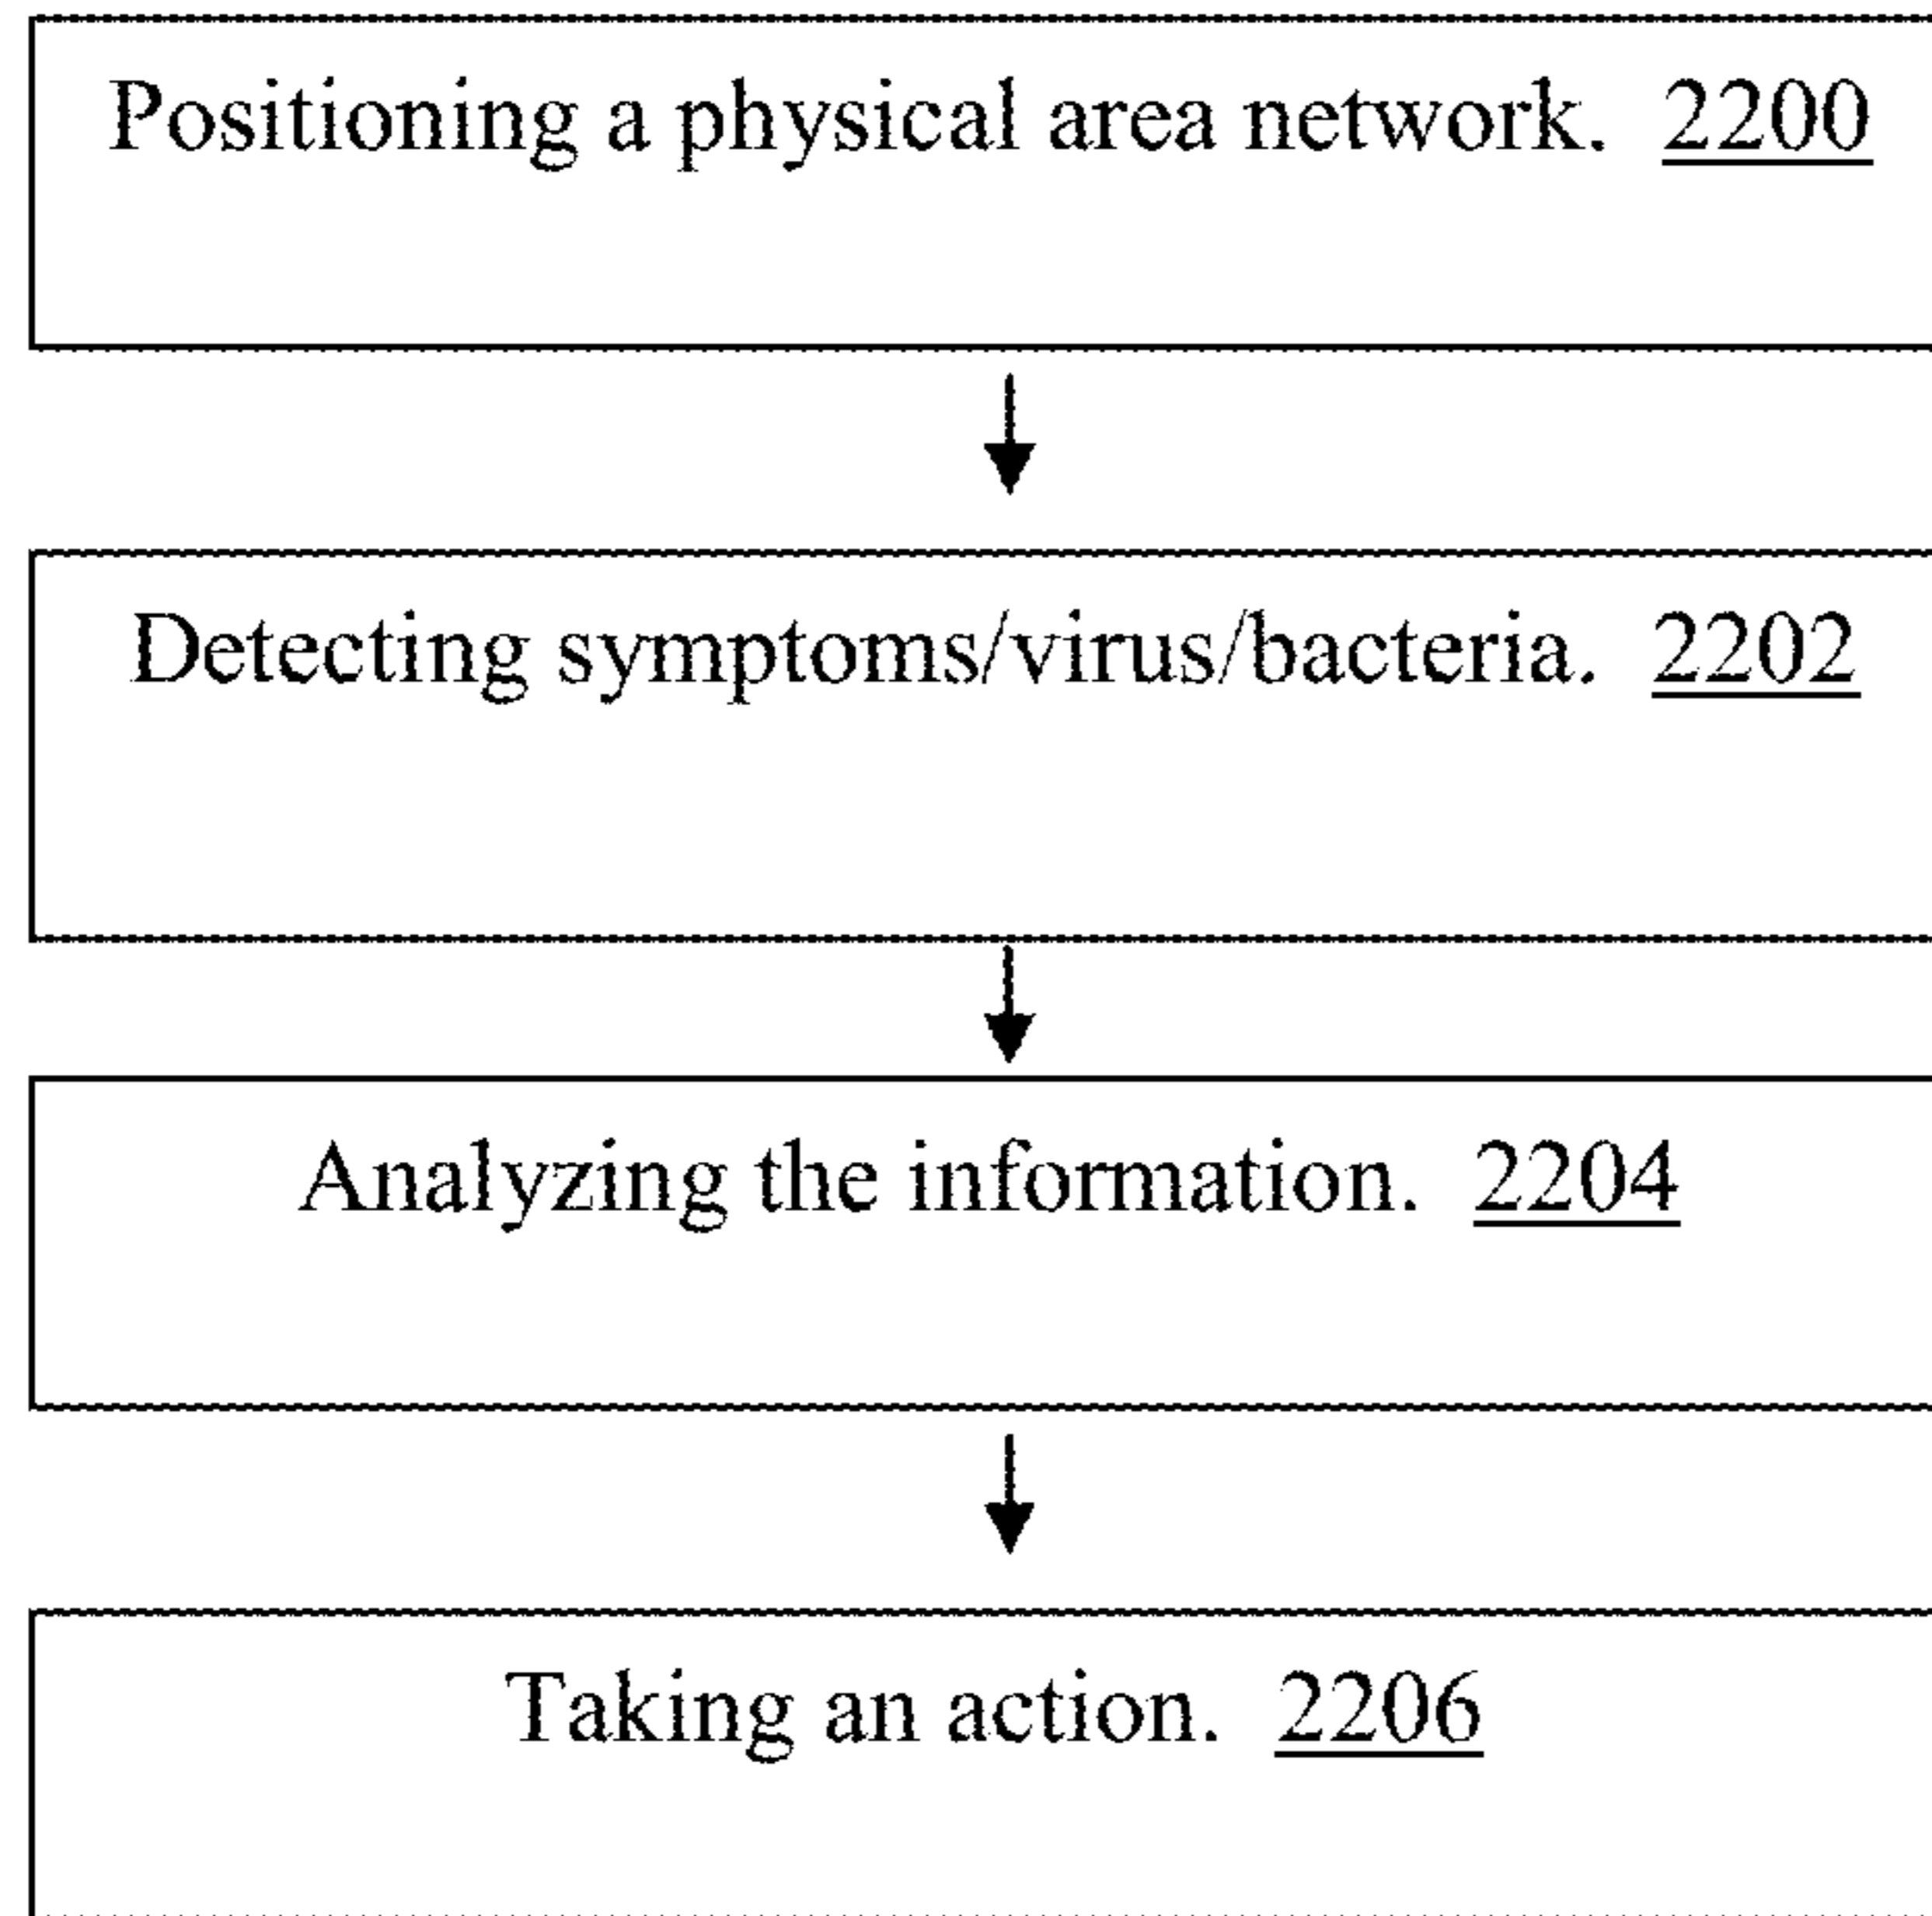 Positioning a physical area network. 2200
Detecting symptoms/virus/bacteria. 2202
Analyzing the information. 2204
Taking an action. 2206